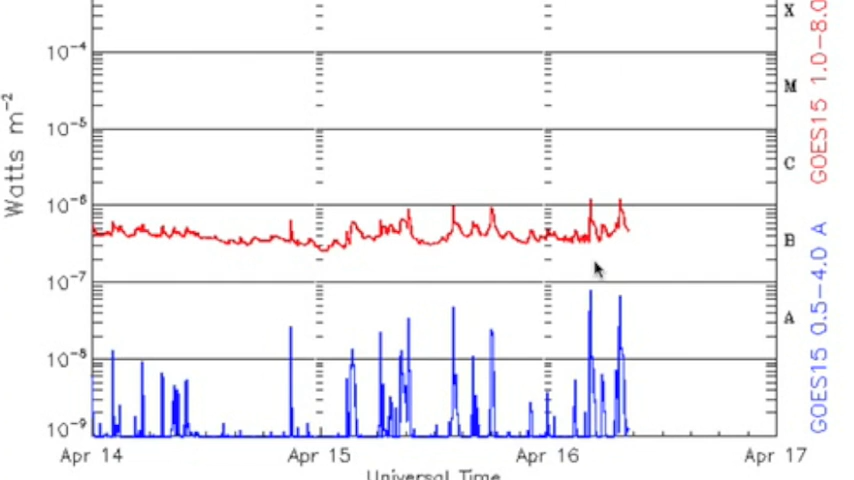 X
10⁻⁴
M
10⁻⁵
C
10⁻⁶
B
10⁻⁷
A
10⁻⁸
10⁻⁹
Watts m⁻²
Apr 14 Apr 15 Apr 16 Apr 17
Universal Time
GOES15 1.0-8.0
GOES15 0.5-4.0 A